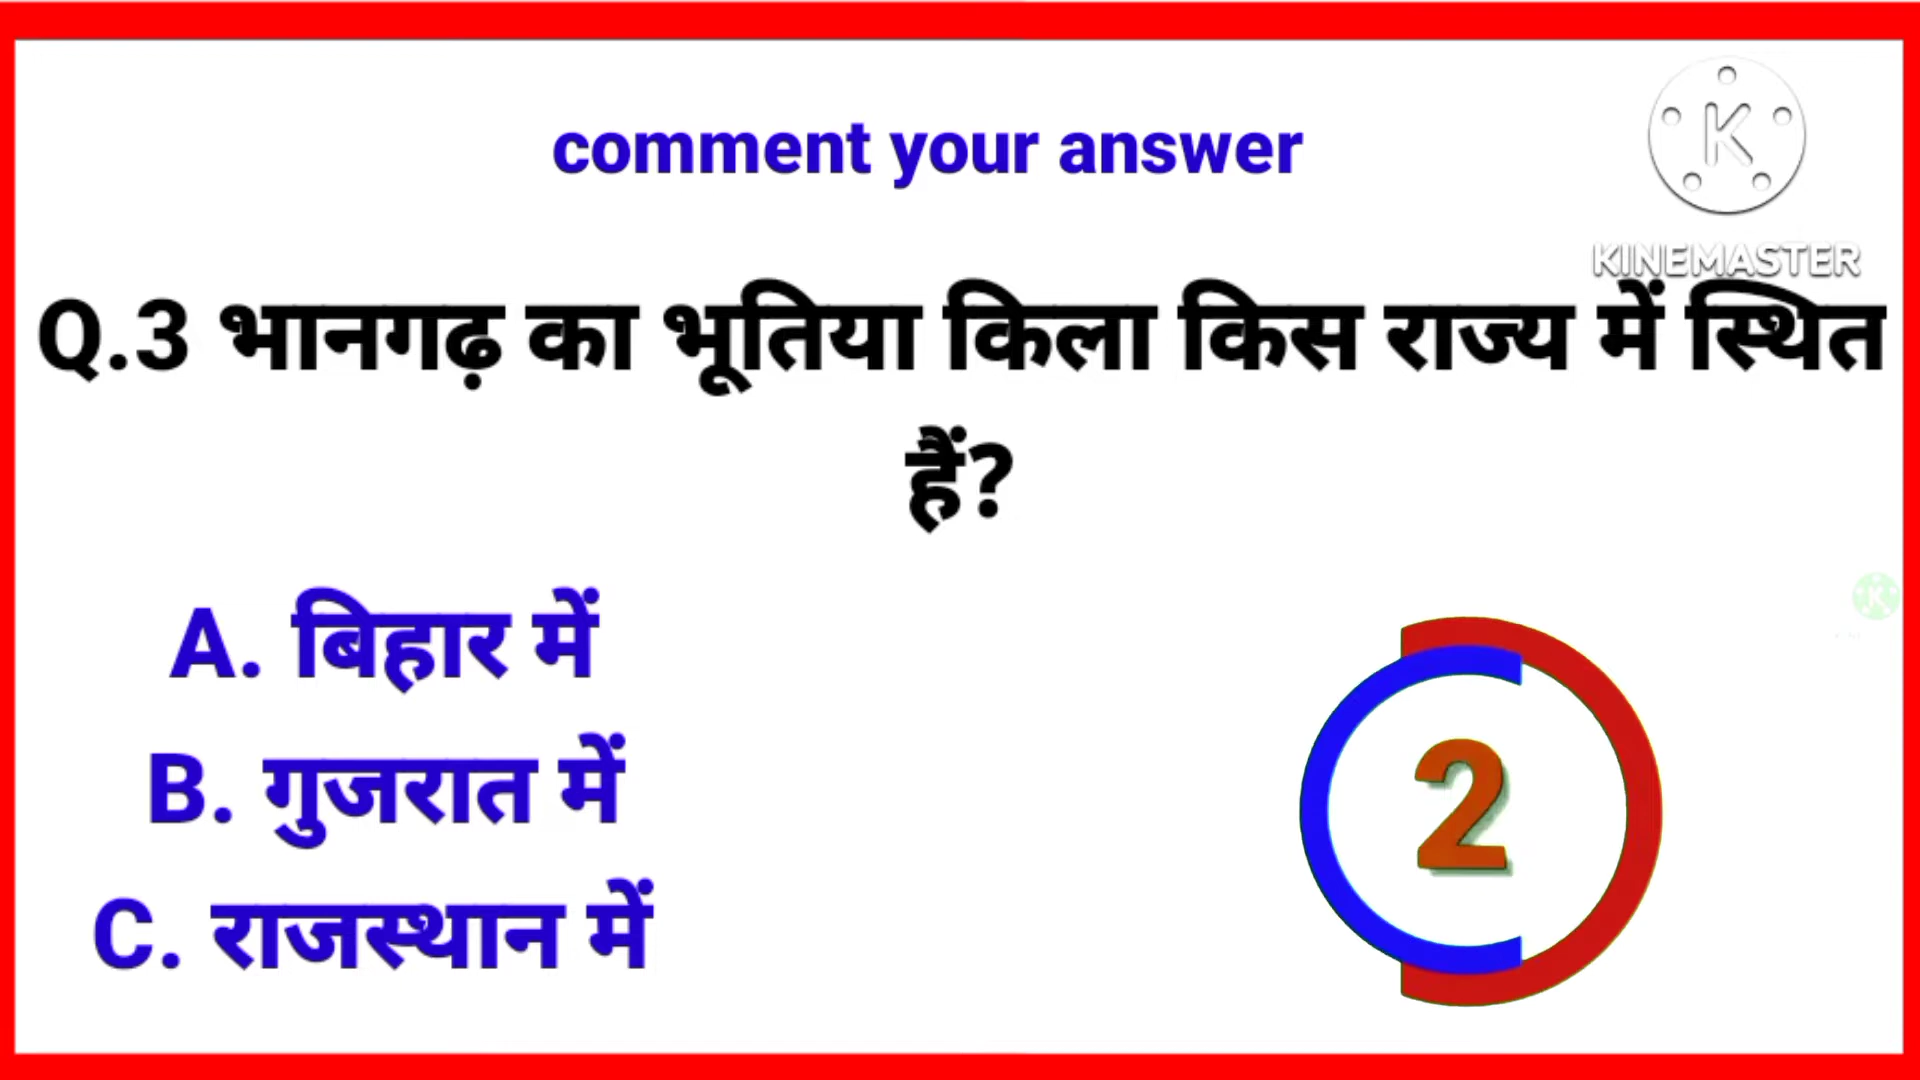 comment your answer
K
KINEMASTER
Q.3 भानगढ़ का भूतिया किला किस राज्य में स्थित
हैं?
A. बिहार में
B. गुजरात में
C. राजस्थान में
2
K